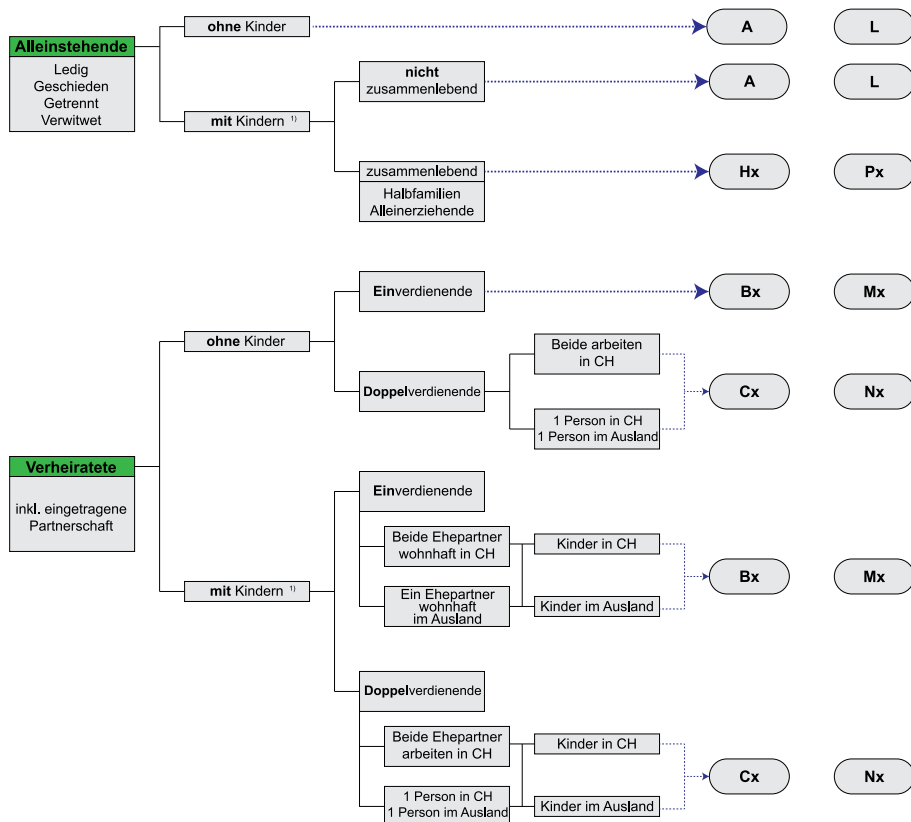 ohne Kinder
A
L
Alleinstehende
Ledig
Geschieden
Getrennt
Verwitwet
nicht
zusammenlebend
A
L
mit Kindern 1)
zusammenlebend
Halbfamilien
Alleinerziehende
Hx
Px
Verheiratete
inkl. eingetragene
Partnerschaft
ohne Kinder
Einverdienende
Bx
Mx
Doppelverdienende
Beide arbeiten
in CH
1 Person in CH
1 Person im Ausland
Cx
Nx
mit Kindern 1)
Einverdienende
Beide Ehepartner
wohnhaft in CH
Ein Ehepartner
wohnhaft
im Ausland
Kinder in CH
Kinder im Ausland
Bx
Mx
Doppelverdienende
Beide Ehepartner
arbeiten in CH
1 Person in CH
1 Person im Ausland
Kinder in CH
Kinder im Ausland
Cx
Nx